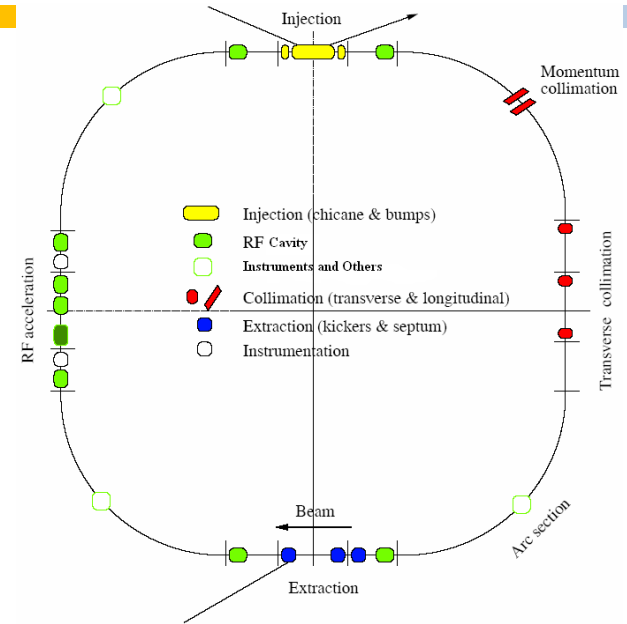 Injection
Momentum
collimation
Injection (chicane & bumps)
RF Cavity
Instruments and Others
Collimation (transverse & longitudinal)
Extraction (kickers & septum)
Instrumentation
RF acceleration
Transverse collimation
Beam
Arc section
Extraction